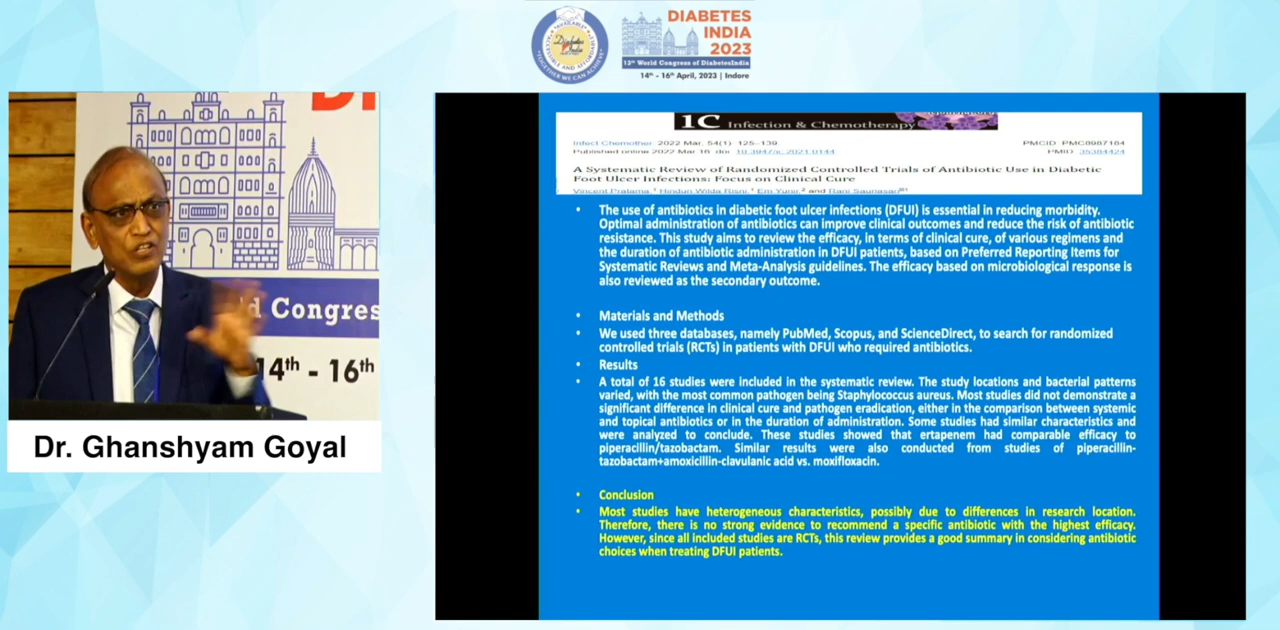 DIABETES
INDIA
2023
13th World Congress of DiabetesIndia
14th - 16th April, 2023 | Indore
Diabetes
TOGETHER WE CAN ACHIEVE
d Congres
14th - 16th
Dr. Ghanshyam Goyal
1C Infection & Chemotherapy
Infect Chemother. 2022 Mar; 54(1): 125–139.
PMCID: PMC8987184
Published online 2022 Mar 16. doi: 10.3947/ic.2021.0144
PMID: 35384424
A Systematic Review of Randomized Controlled Trials of Antibiotic Use in Diabetic
Foot Ulcer Infections: Focus on Clinical Cure
Vincent Pratama, Hindun Wilda Risni, Em Yunir, and Rani Sauriasari
• The use of antibiotics in diabetic foot ulcer infections (DFUI) is essential in reducing morbidity.
Optimal administration of antibiotics can improve clinical outcomes and reduce the risk of antibiotic
resistance. This study aims to review the efficacy, in terms of clinical cure, of various regimens and
the duration of antibiotic administration in DFUI patients, based on Preferred Reporting Items for
Systematic Reviews and Meta-Analysis guidelines. The efficacy based on microbiological response is
also reviewed as the secondary outcome.
• Materials and Methods
• We used three databases, namely PubMed, Scopus, and ScienceDirect, to search for randomized
controlled trials (RCTs) in patients with DFUI who required antibiotics.
• Results
• A total of 16 studies were included in the systematic review. The study locations and bacterial patterns
varied, with the most common pathogen being Staphylococcus aureus. Most studies did not demonstrate a
significant difference in clinical cure and pathogen eradication, either in the comparison between systemic
and topical antibiotics or in the duration of administration. Some studies had similar characteristics and
were analyzed to conclude. These studies showed that ertapenem had comparable efficacy to
piperacillin/tazobactam. Similar results were also conducted from studies of piperacillin-
tazobactam+amoxicillin-clavulanic acid vs. moxifloxacin.
• Conclusion
• Most studies have heterogeneous characteristics, possibly due to differences in research location.
Therefore, there is no strong evidence to recommend a specific antibiotic with the highest efficacy.
However, since all included studies are RCTs, this review provides a good summary in considering antibiotic
choices when treating DFUI patients.